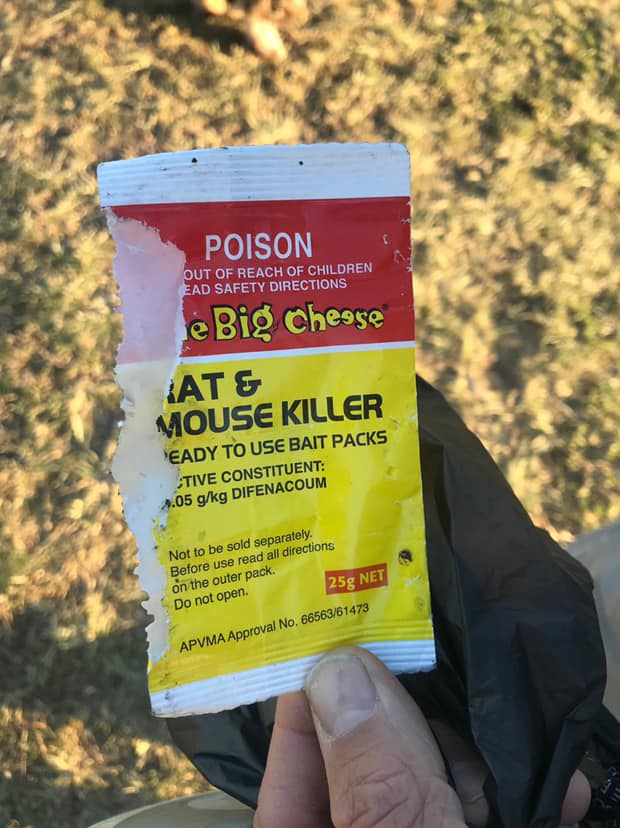 POISON
OUT OF REACH OF CHILDREN
EAD SAFETY DIRECTIONS
e Big Cheese
AT &
MOUSE KILLER
EADY TO USE BAIT PACKS
CTIVE CONSTITUENT:
.05 g/kg DIFENACOUM
Not to be sold separately.
Before use read all directions
on the outer pack.
Do not open.
25g NET
APVMA Approval No. 66563/61473